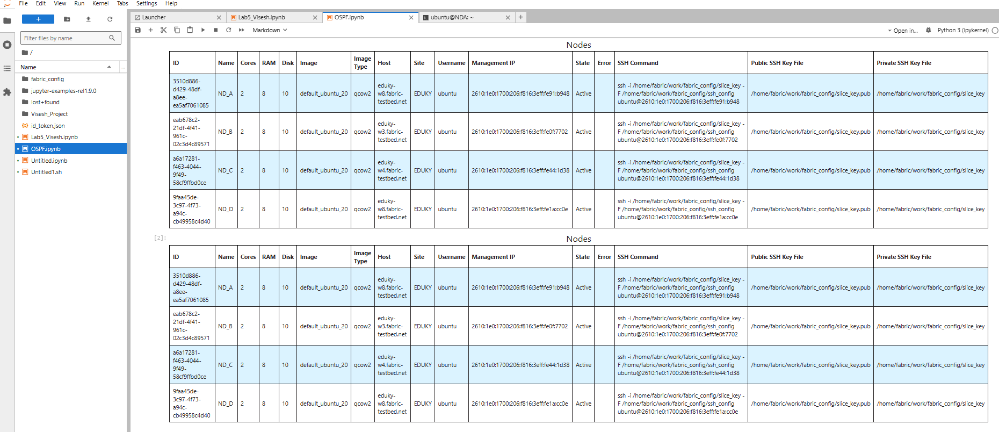 File Edit View Run Kernel Tabs Settings Help
Launcher Lab5_Visesh.ipynb OSPF.ipynb ubuntu@NDA: ~
Markdown Open in... Python 3 (ipykernel)
Filter files by name
/
Name
fabric_config
jupyter-examples-rel1.9.0
lost+found
Visesh_Project
id_token.json
Lab5_Visesh.ipynb
OSPF.ipynb
Untitled.ipynb
Untitled1.sh
Nodes
ID Name Cores RAM Disk Image Image Type Host Site Username Management IP State Error SSH Command Public SSH Key File Private SSH Key File
3510d886-d429-48df-a8ee-ea5af7061085 ND_A 2 8 10 default_ubuntu_20 qcow2 eduky-w8.fabric-testbed.net EDUKY ubuntu 2610:1e0:1700:206:f816:3eff:fe91:b948 Active ssh -i /home/fabric/work/fabric_config/slice_key -F /home/fabric/work/fabric_config/ssh_config ubuntu@2610:1e0:1700:206:f816:3eff:fe91:b948 /home/fabric/work/fabric_config/slice_key.pub /home/fabric/work/fabric_config/slice_key
eab678c2-21df-4f41-961c-02c3d4c89571 ND_B 2 8 10 default_ubuntu_20 qcow2 eduky-w3.fabric-testbed.net EDUKY ubuntu 2610:1e0:1700:206:f816:3eff:fe0f:7702 Active ssh -i /home/fabric/work/fabric_config/slice_key -F /home/fabric/work/fabric_config/ssh_config ubuntu@2610:1e0:1700:206:f816:3eff:fe0f:7702 /home/fabric/work/fabric_config/slice_key.pub /home/fabric/work/fabric_config/slice_key
a6a17281-f463-4044-9f49-58cf9ffbd0ce ND_C 2 8 10 default_ubuntu_20 qcow2 eduky-w4.fabric-testbed.net EDUKY ubuntu 2610:1e0:1700:206:f816:3eff:fe44:1d38 Active ssh -i /home/fabric/work/fabric_config/slice_key -F /home/fabric/work/fabric_config/ssh_config ubuntu@2610:1e0:1700:206:f816:3eff:fe44:1d38 /home/fabric/work/fabric_config/slice_key.pub /home/fabric/work/fabric_config/slice_key
9faa45de-3c97-4f73-a94c-cb49958c4d40 ND_D 2 8 10 default_ubuntu_20 qcow2 eduky-w8.fabric-testbed.net EDUKY ubuntu 2610:1e0:1700:206:f816:3eff:fe1a:cc0e Active ssh -i /home/fabric/work/fabric_config/slice_key -F /home/fabric/work/fabric_config/ssh_config ubuntu@2610:1e0:1700:206:f816:3eff:fe1a:cc0e /home/fabric/work/fabric_config/slice_key.pub /home/fabric/work/fabric_config/slice_key
[2]: Nodes
ID Name Cores RAM Disk Image Image Type Host Site Username Management IP State Error SSH Command Public SSH Key File Private SSH Key File
3510d886-d429-48df-a8ee-ea5af7061085 ND_A 2 8 10 default_ubuntu_20 qcow2 eduky-w8.fabric-testbed.net EDUKY ubuntu 2610:1e0:1700:206:f816:3eff:fe91:b948 Active ssh -i /home/fabric/work/fabric_config/slice_key -F /home/fabric/work/fabric_config/ssh_config ubuntu@2610:1e0:1700:206:f816:3eff:fe91:b948 /home/fabric/work/fabric_config/slice_key.pub /home/fabric/work/fabric_config/slice_key
eab678c2-21df-4f41-961c-02c3d4c89571 ND_B 2 8 10 default_ubuntu_20 qcow2 eduky-w3.fabric-testbed.net EDUKY ubuntu 2610:1e0:1700:206:f816:3eff:fe0f:7702 Active ssh -i /home/fabric/work/fabric_config/slice_key -F /home/fabric/work/fabric_config/ssh_config ubuntu@2610:1e0:1700:206:f816:3eff:fe0f:7702 /home/fabric/work/fabric_config/slice_key.pub /home/fabric/work/fabric_config/slice_key
a6a17281-f463-4044-9f49-58cf9ffbd0ce ND_C 2 8 10 default_ubuntu_20 qcow2 eduky-w4.fabric-testbed.net EDUKY ubuntu 2610:1e0:1700:206:f816:3eff:fe44:1d38 Active ssh -i /home/fabric/work/fabric_config/slice_key -F /home/fabric/work/fabric_config/ssh_config ubuntu@2610:1e0:1700:206:f816:3eff:fe44:1d38 /home/fabric/work/fabric_config/slice_key.pub /home/fabric/work/fabric_config/slice_key
9faa45de-3c97-4f73-a94c-cb49958c4d40 ND_D 2 8 10 default_ubuntu_20 qcow2 eduky-w8.fabric-testbed.net EDUKY ubuntu 2610:1e0:1700:206:f816:3eff:fe1a:cc0e Active ssh -i /home/fabric/work/fabric_config/slice_key -F /home/fabric/work/fabric_config/ssh_config ubuntu@2610:1e0:1700:206:f816:3eff:fe1a:cc0e /home/fabric/work/fabric_config/slice_key.pub /home/fabric/work/fabric_config/slice_key